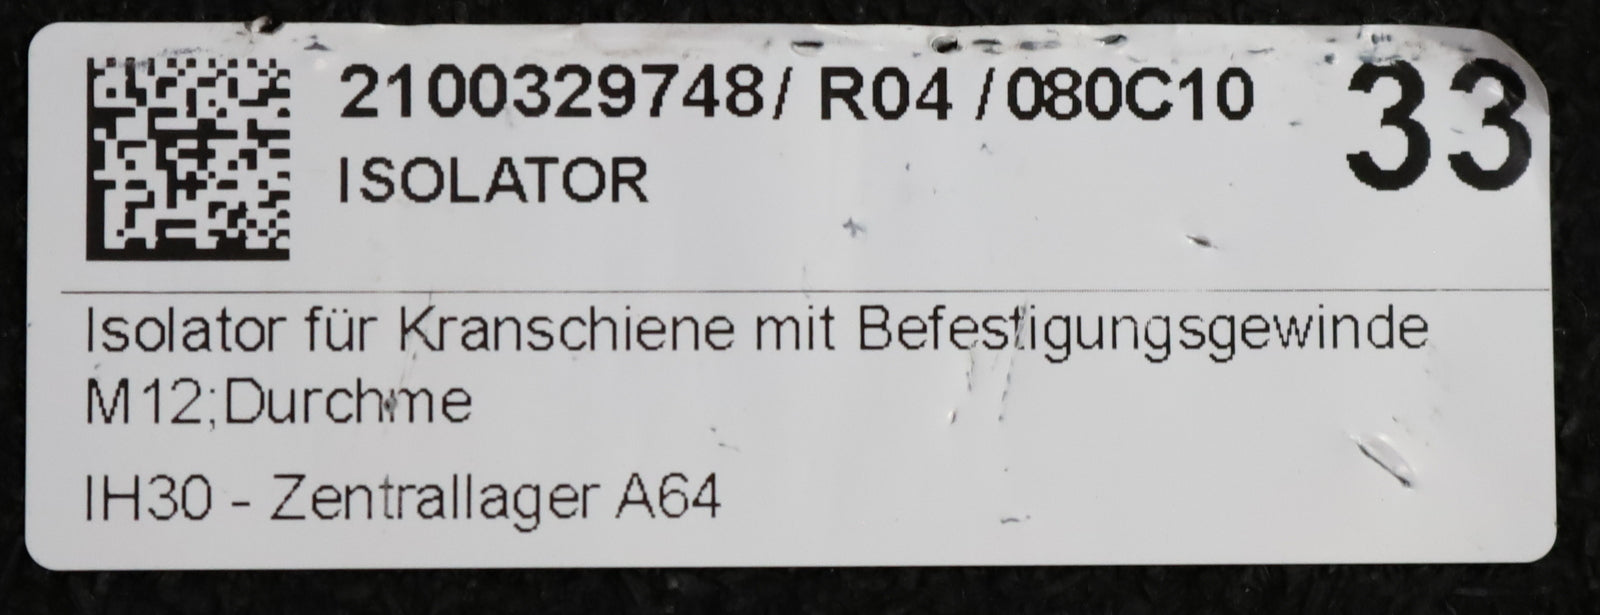 2100329748/ R04 /080C10
33
ISOLATOR
Isolator für Kranschiene mit Befestigungsgewinde
M12;Durchme
IH30 - Zentrallager A64